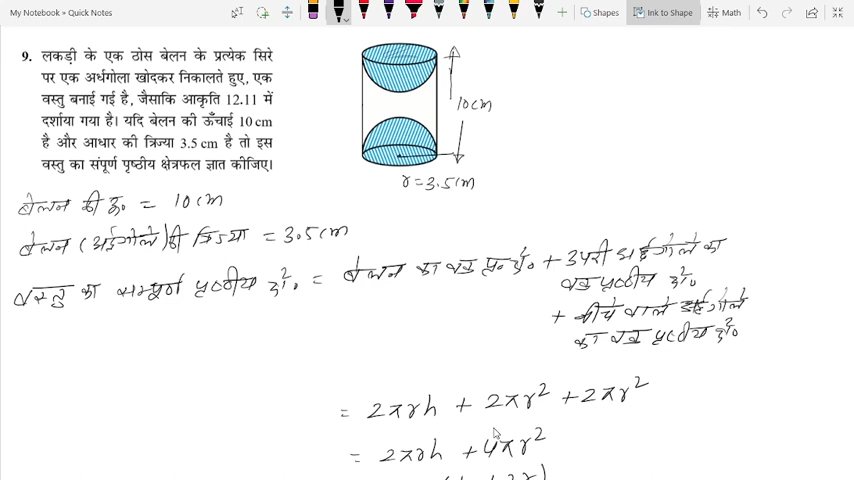 My Notebook » Quick Notes
Shapes Ink to Shape Math
9. लकड़ी के एक ठोस बेलन के प्रत्येक सिरे
पर एक अर्धगोला खोदकर निकालते हुए, एक
वस्तु बनाई गई है, जैसाकि आकृति 12.11 में
दर्शाया गया है। यदि बेलन की ऊँचाई 10 cm
है और आधार की त्रिज्या 3.5 cm है तो इस
वस्तु का संपूर्ण पृष्ठीय क्षेत्रफल ज्ञात कीजिए।
10cm
r=3.5cm
बेलन की ऊ० = 10cm
बेलन (अर्द्धगोले) की त्रिज्या = 3.5cm
वस्तु का सम्पूर्ण पृष्ठीय क्षे० = बेलन का वक्र पृ० क्षे० + उपरी अर्द्धगोले का
वक्र पृष्ठीय क्षे०
+ नीचे वाले अर्द्धगोले
का वक्र पृष्ठीय क्षे०
= 2πrh + 2πr² + 2πr²
= 2πrh + 4πr²